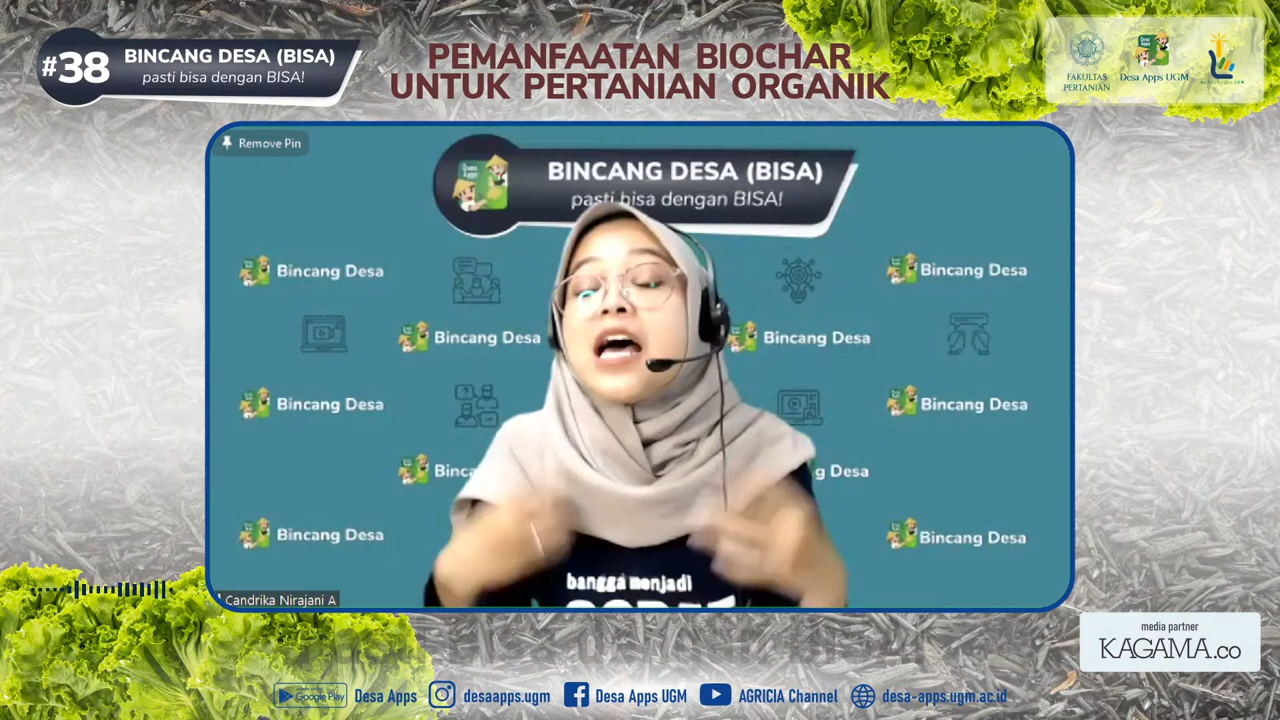 #38
BINCANG DESA (BISA)
pasti bisa dengan BISA!
PEMANFAATAN BIOCHAR
UNTUK PERTANIAN ORGANIK
FAKULTAS
PERTANIAN
Desa Apps UGM
Remove Pin
BINCANG DESA (BISA)
pasti bisa dengan BISA!
Bincang Desa
Bincang Desa
Bincang Desa
Bincang Desa
Bincang Desa
Bincang Desa
Bincang Desa
Bincang Desa
bangga menjadi
Candrika Nirajani A
media partner
KAGAMA.co
Google Play
Desa Apps
desaapps.ugm
Desa Apps UGM
AGRICIA Channel
desa-apps.ugm.ac.id